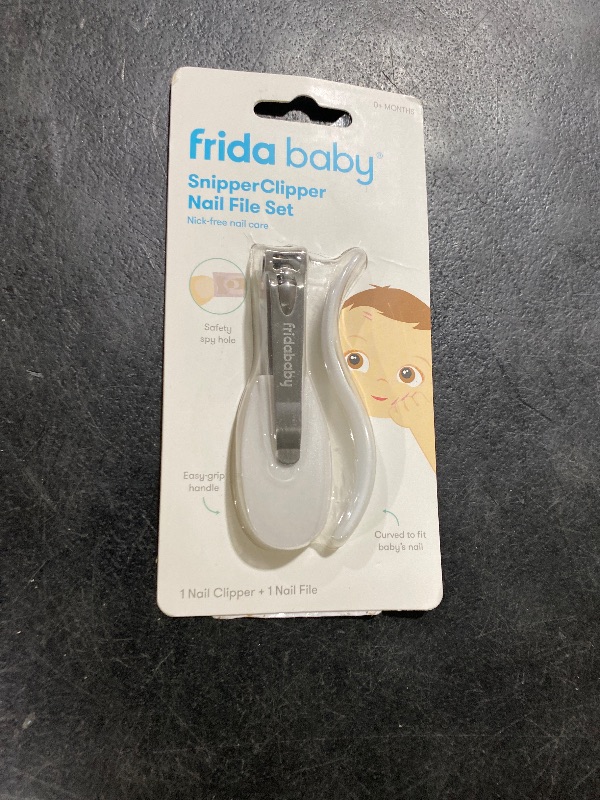 0+ MONTHS
frida baby®
SnipperClipper
Nail File Set
Nick-free nail care
Safety
spy hole
fridababy
Easy-grip
handle
Curved to fit
baby's nail
1 Nail Clipper + 1 Nail File